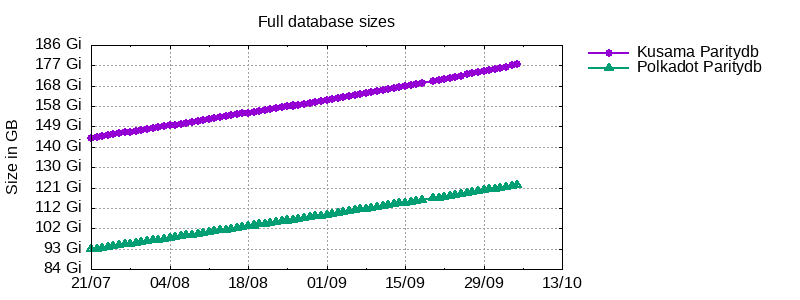 Full database sizes
Kusama Paritydb
Polkadot Paritydb
Size in GB
186 Gi
177 Gi
168 Gi
158 Gi
149 Gi
140 Gi
130 Gi
121 Gi
112 Gi
102 Gi
93 Gi
84 Gi
21/07 04/08 18/08 01/09 15/09 29/09 13/10